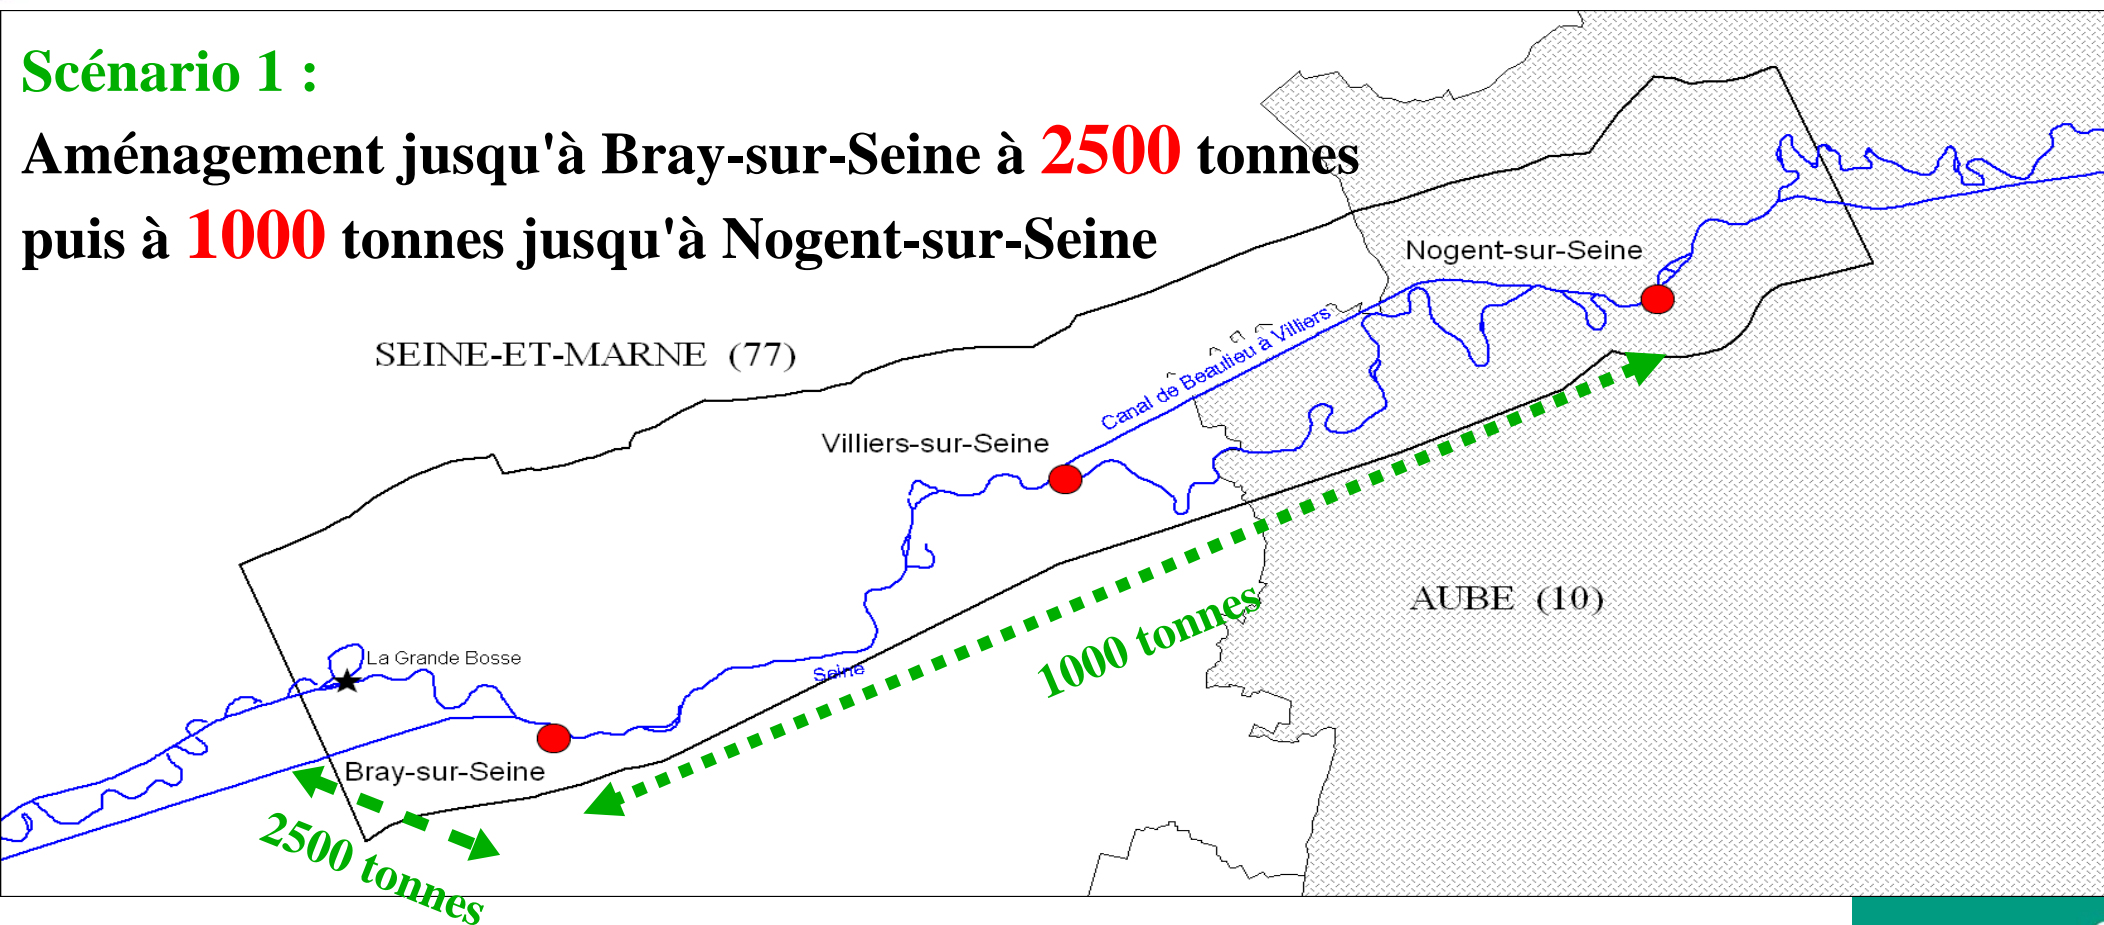 Scénario 1 :
Aménagement jusqu'à Bray-sur-Seine à 2500 tonnes
puis à 1000 tonnes jusqu'à Nogent-sur-Seine
Nogent-sur-Seine
SEINE-ET-MARNE (77)
Canal de Beaulieu à Villiers
Villiers-sur-Seine
AUBE (10)
1000 tonnes
La Grande Bosse
Seine
Bray-sur-Seine
2500 tonnes